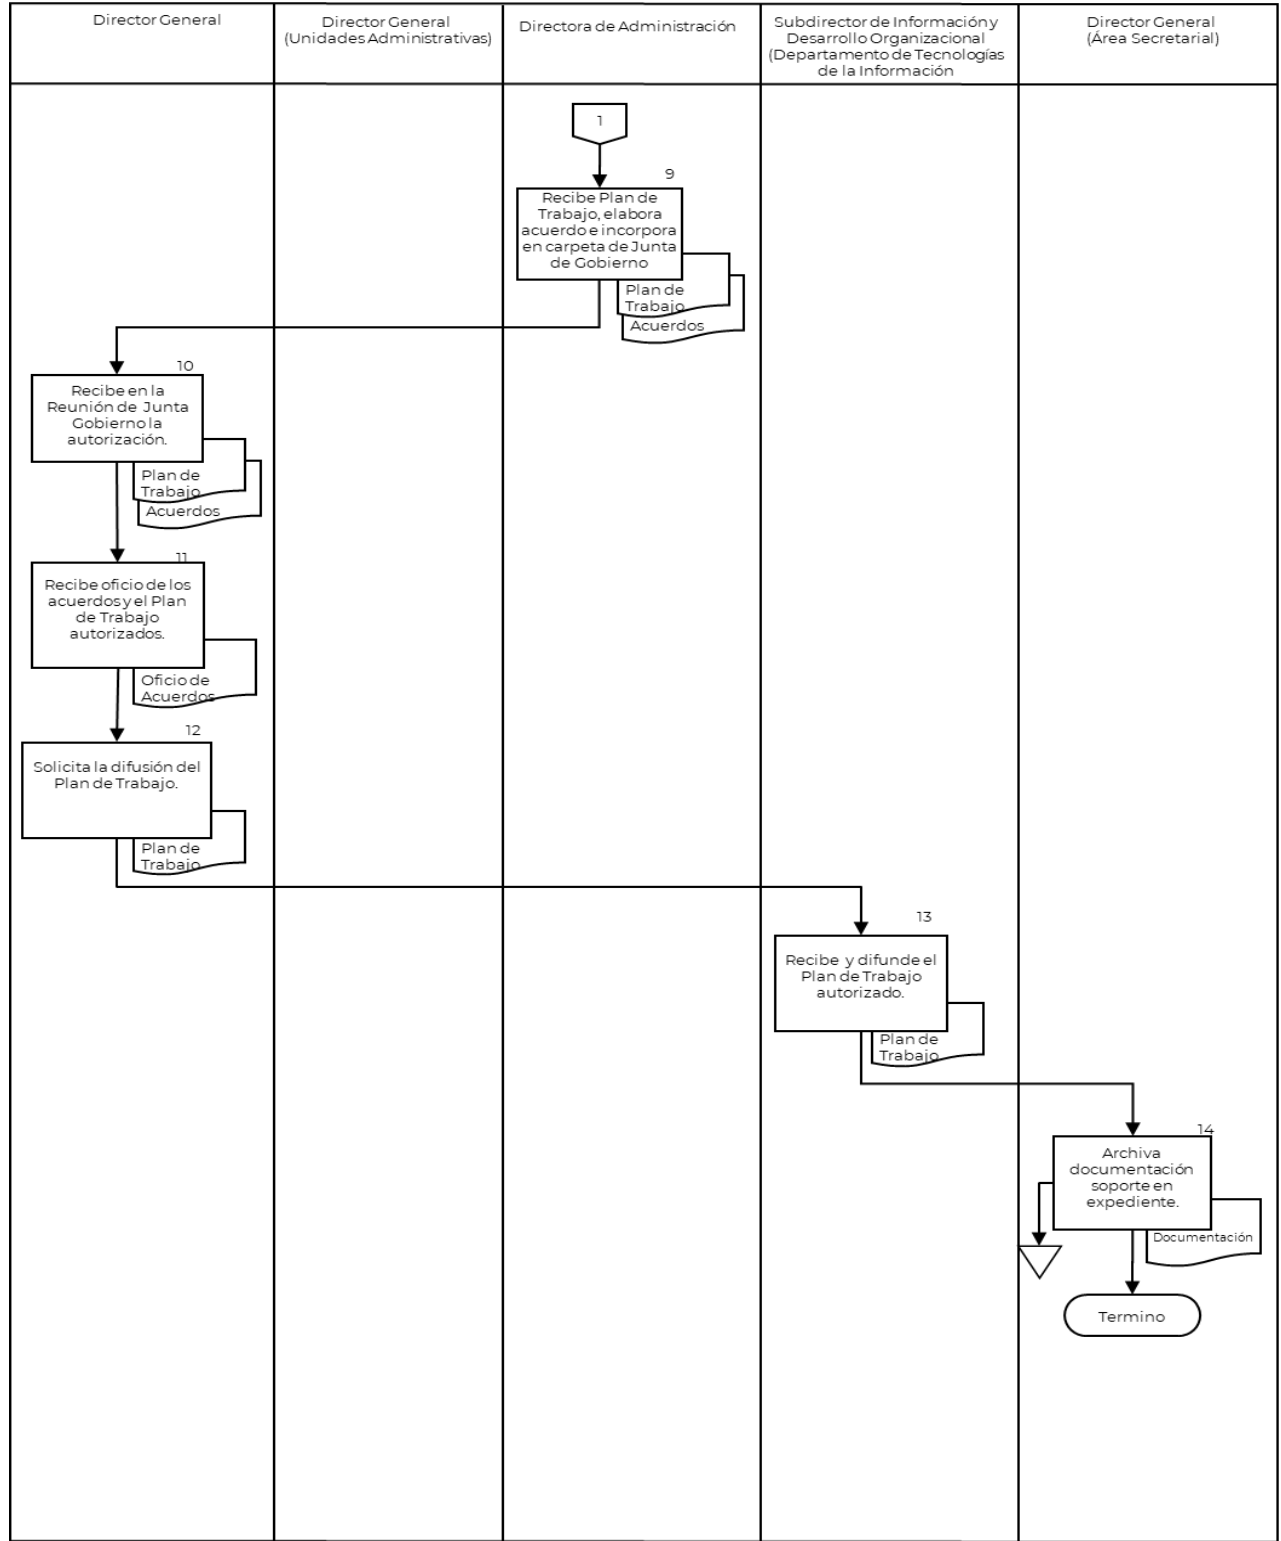 Director General
Director General
(Unidades Administrativas)
Directora de Administración
Subdirector de Información y
Desarrollo Organizacional
(Departamento de Tecnologías
de la Información
Director General
(Área Secretarial)
1
9
Recibe Plan de
Trabajo, elabora
acuerdo e incorpora
en carpeta de Junta
de Gobierno
Plan de
Trabajo
Acuerdos
10
Recibe en la
Reunión de Junta
Gobierno la
autorización.
Plan de
Trabajo
Acuerdos
11
Recibe oficio de los
acuerdos y el Plan
de Trabajo
autorizados.
Oficio de
Acuerdos
12
Solicita la difusión del
Plan de Trabajo.
Plan de
Trabajo
13
Recibe y difunde el
Plan de Trabajo
autorizado.
Plan de
Trabajo
14
Archiva
documentación
soporte en
expediente.
Documentación
Termino